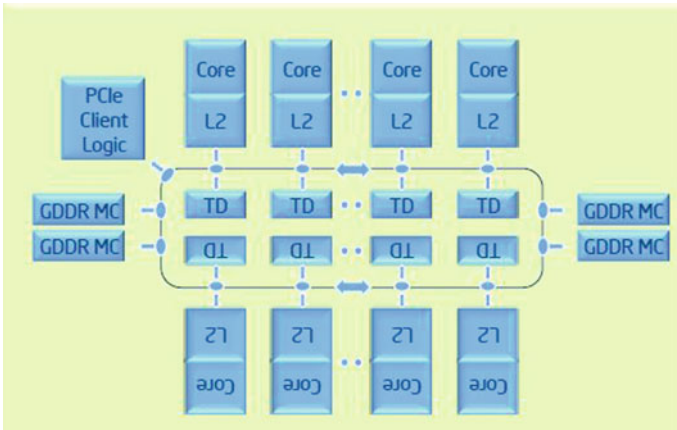 Core Core Core Core
PCIe
Client
Logic
L2 L2 L2 L2
GDDR MC TD TD TD TD GDDR MC
GDDR MC TD TD TD TD GDDR MC
L2 L2 L2 L2
Core Core Core Core